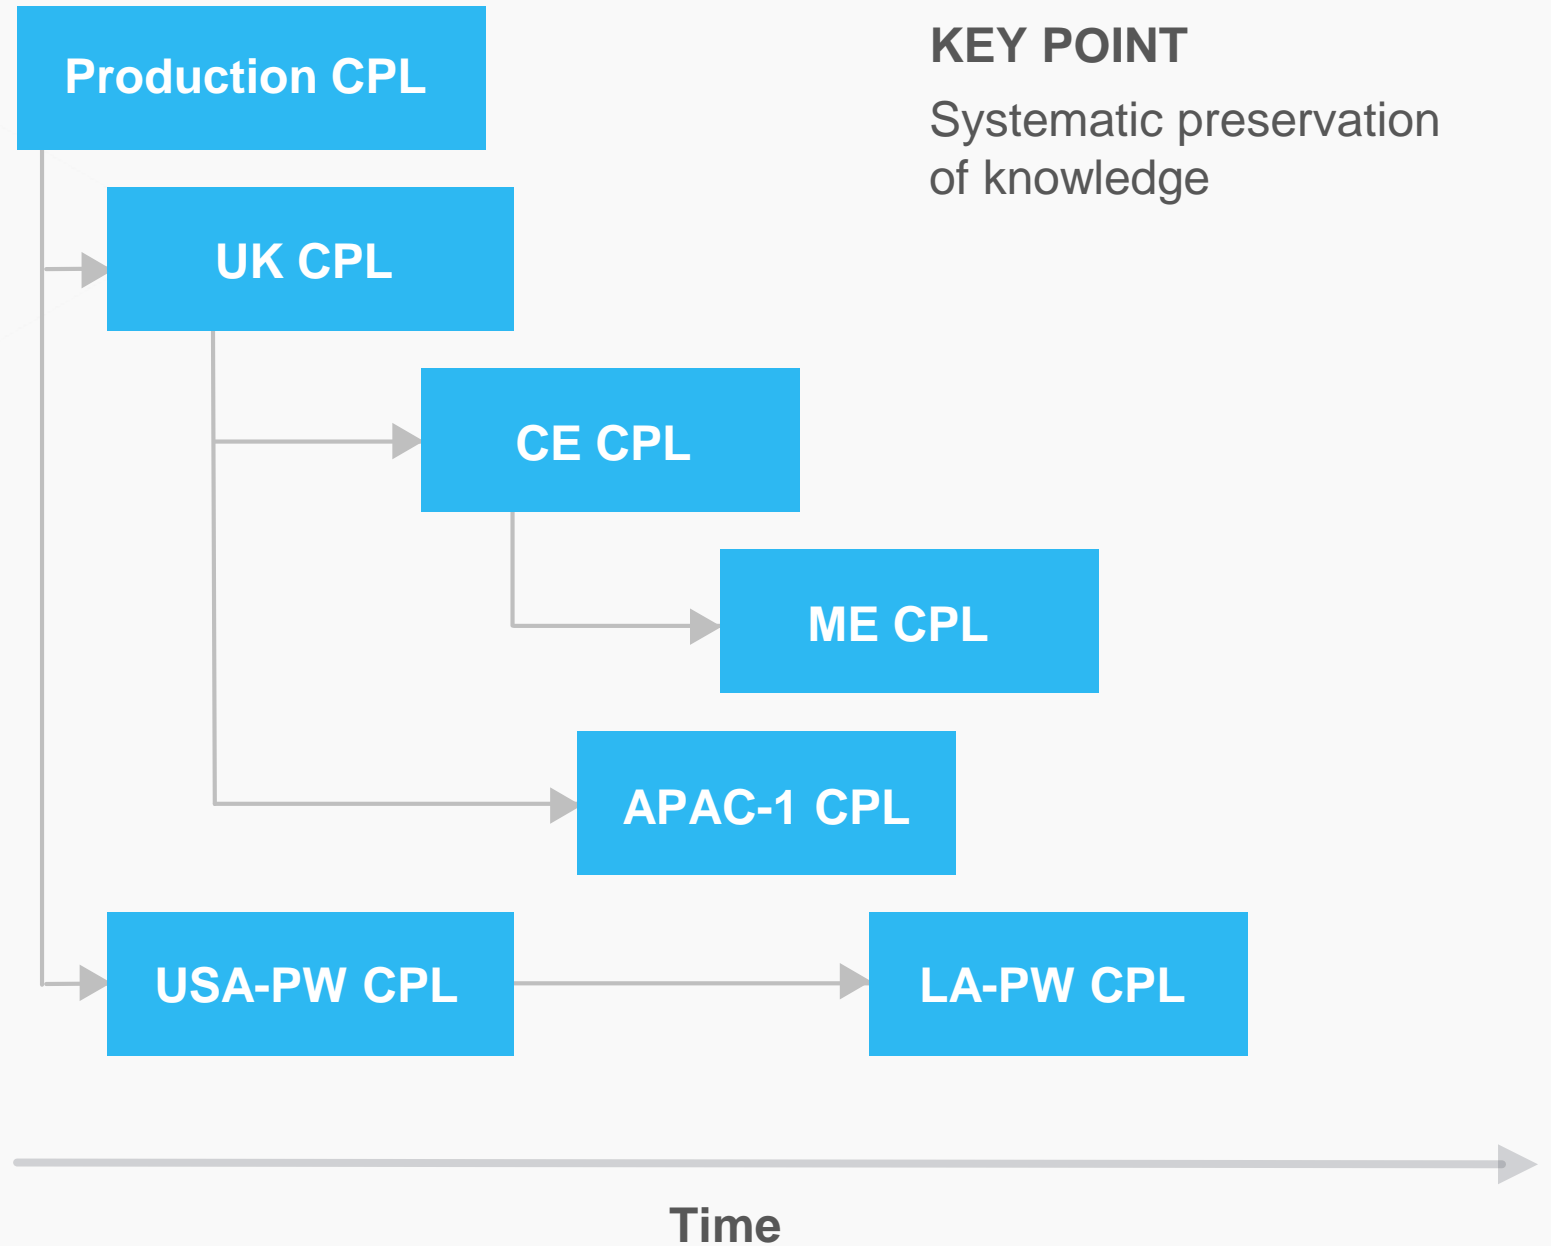 Production CPL
KEY POINT
Systematic preservation
of knowledge
UK CPL
CE CPL
ME CPL
APAC-1 CPL
USA-PW CPL
LA-PW CPL
Time